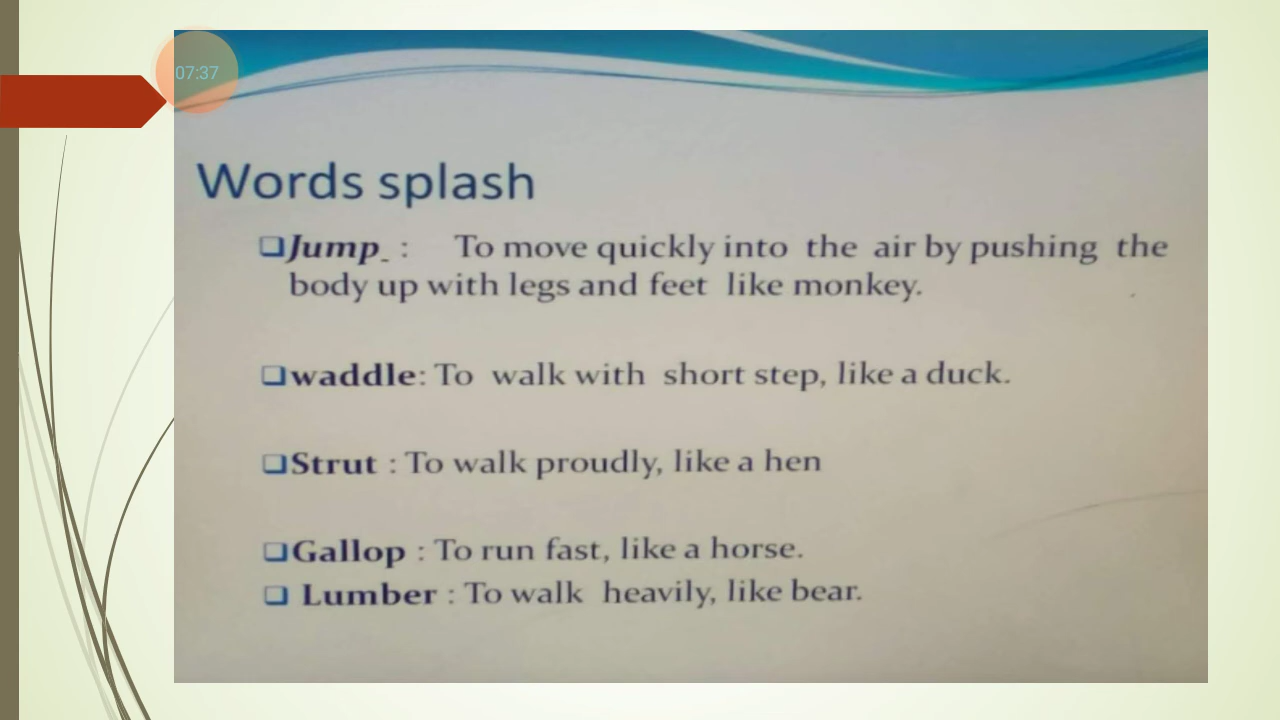 07:37
Words splash
Jump : To move quickly into the air by pushing the
body up with legs and feet like monkey.
waddle: To walk with short step, like a duck.
Strut : To walk proudly, like a hen
Gallop : To run fast, like a horse.
Lumber : To walk heavily, like bear.